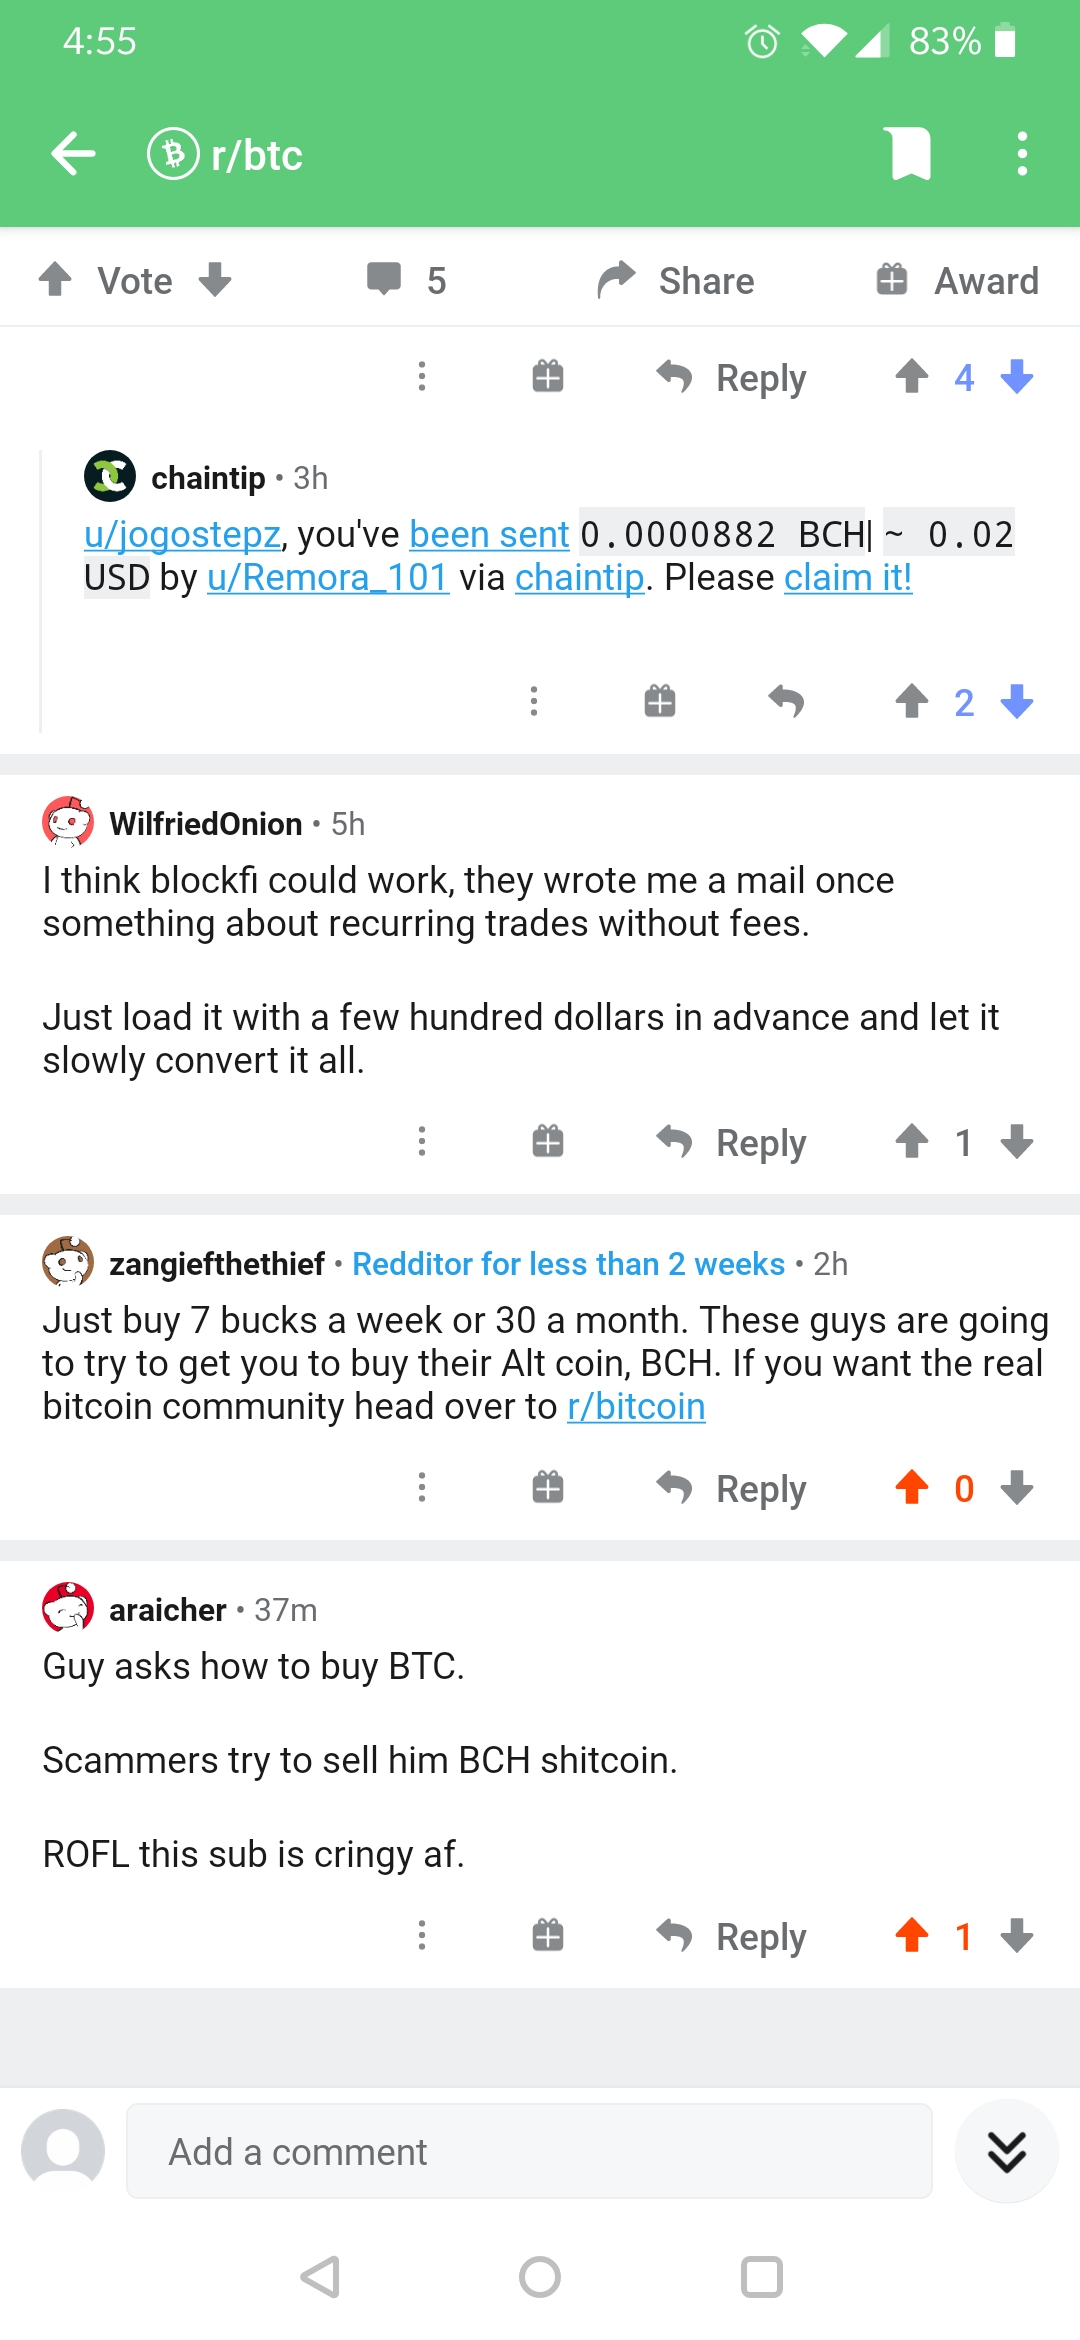 4:55
83%
r/btc
Vote
5
Share
Award
Reply
4
chaintip • 3h
u/jogostepz, you've been sent 0.0000882 BCH| ~ 0.02
USD by u/Remora_101 via chaintip. Please claim it!
2
WilfriedOnion • 5h
I think blockfi could work, they wrote me a mail once
something about recurring trades without fees.
Just load it with a few hundred dollars in advance and let it
slowly convert it all.
Reply
1
zangiefthethief • Redditor for less than 2 weeks • 2h
Just buy 7 bucks a week or 30 a month. These guys are going
to try to get you to buy their Alt coin, BCH. If you want the real
bitcoin community head over to r/bitcoin
Reply
0
araicher • 37m
Guy asks how to buy BTC.
Scammers try to sell him BCH shitcoin.
ROFL this sub is cringy af.
Reply
1
Add a comment